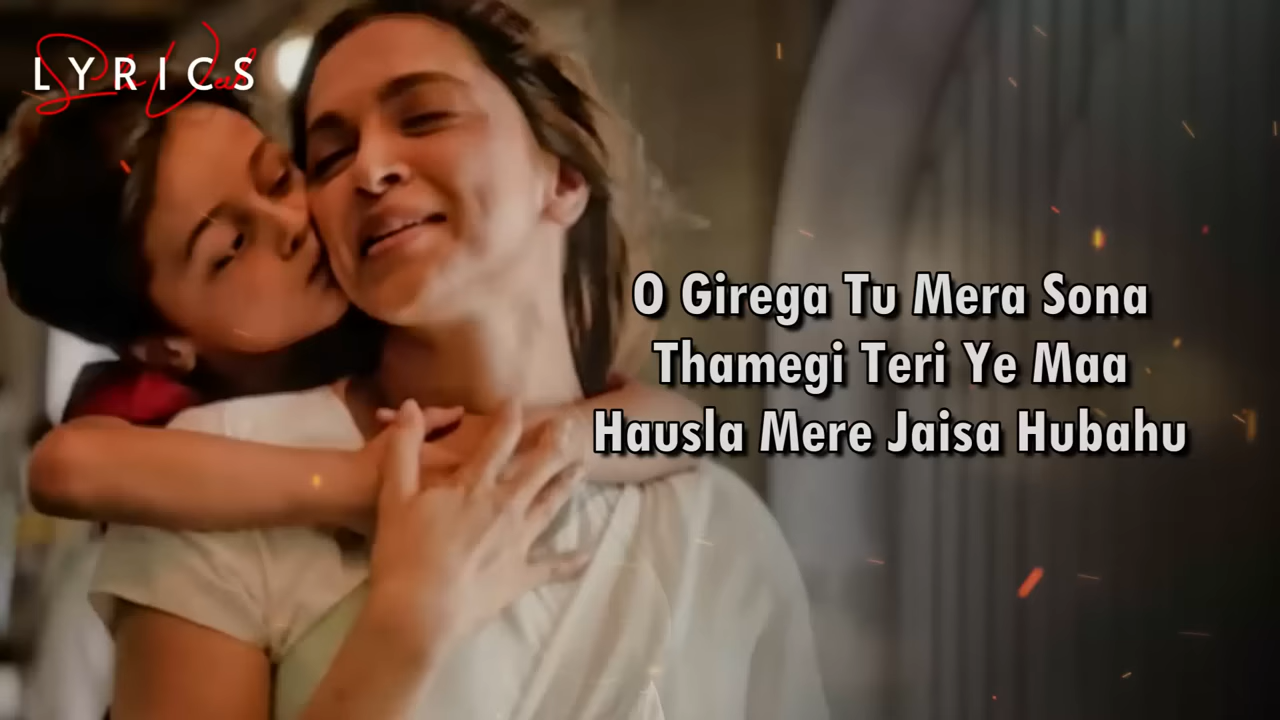 LYRICS
O Girega Tu Mera Sona
Thamegi Teri Ye Maa
Hausla Mere Jaisa Hubahu